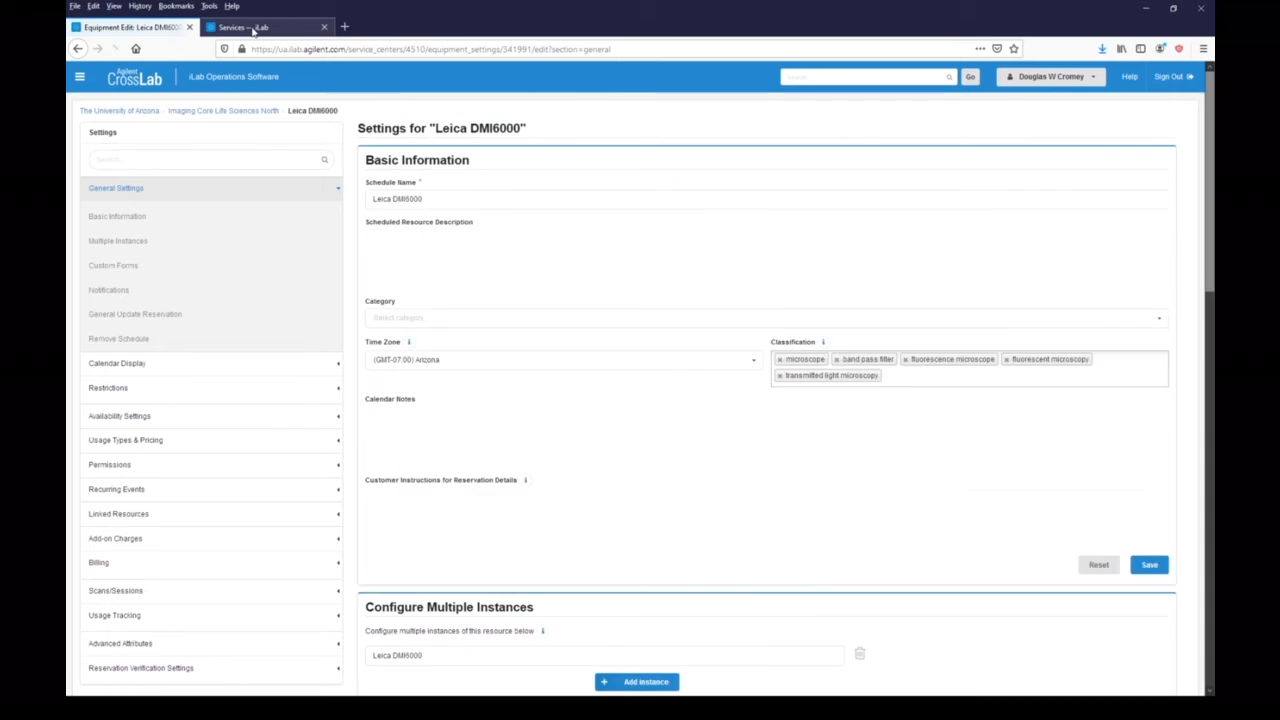 File Edit View History Bookmarks Tools Help
Equipment Edit: Leica DMI6000
Services — iLab
https://ua.ilab.agilent.com/service_centers/4510/equipment_settings/341991/edit?section=general
Agilent
CrossLab
iLab Operations Software
Search
Go
Douglas W Cromey
Help
Sign Out
The University of Arizona
Imaging Core Life Sciences North
Leica DMI6000
Settings
Search...
General Settings
Basic Information
Multiple Instances
Custom Forms
Notifications
General Update Reservation
Remove Schedule
Calendar Display
Restrictions
Availability Settings
Usage Types & Pricing
Permissions
Recurring Events
Linked Resources
Add-on Charges
Billing
Scans/Sessions
Usage Tracking
Advanced Attributes
Reservation Verification Settings
Settings for "Leica DMI6000"
Basic Information
Schedule Name *
Leica DMI6000
Scheduled Resource Description
Category
Select category
Time Zone
(GMT-07:00) Arizona
Classification
microscope
band pass filter
fluorescence microscope
fluorescent microscopy
transmitted light microscopy
Calendar Notes
Customer Instructions for Reservation Details
Reset
Save
Configure Multiple Instances
Configure multiple instances of this resource below
Leica DMI6000
+ Add instance